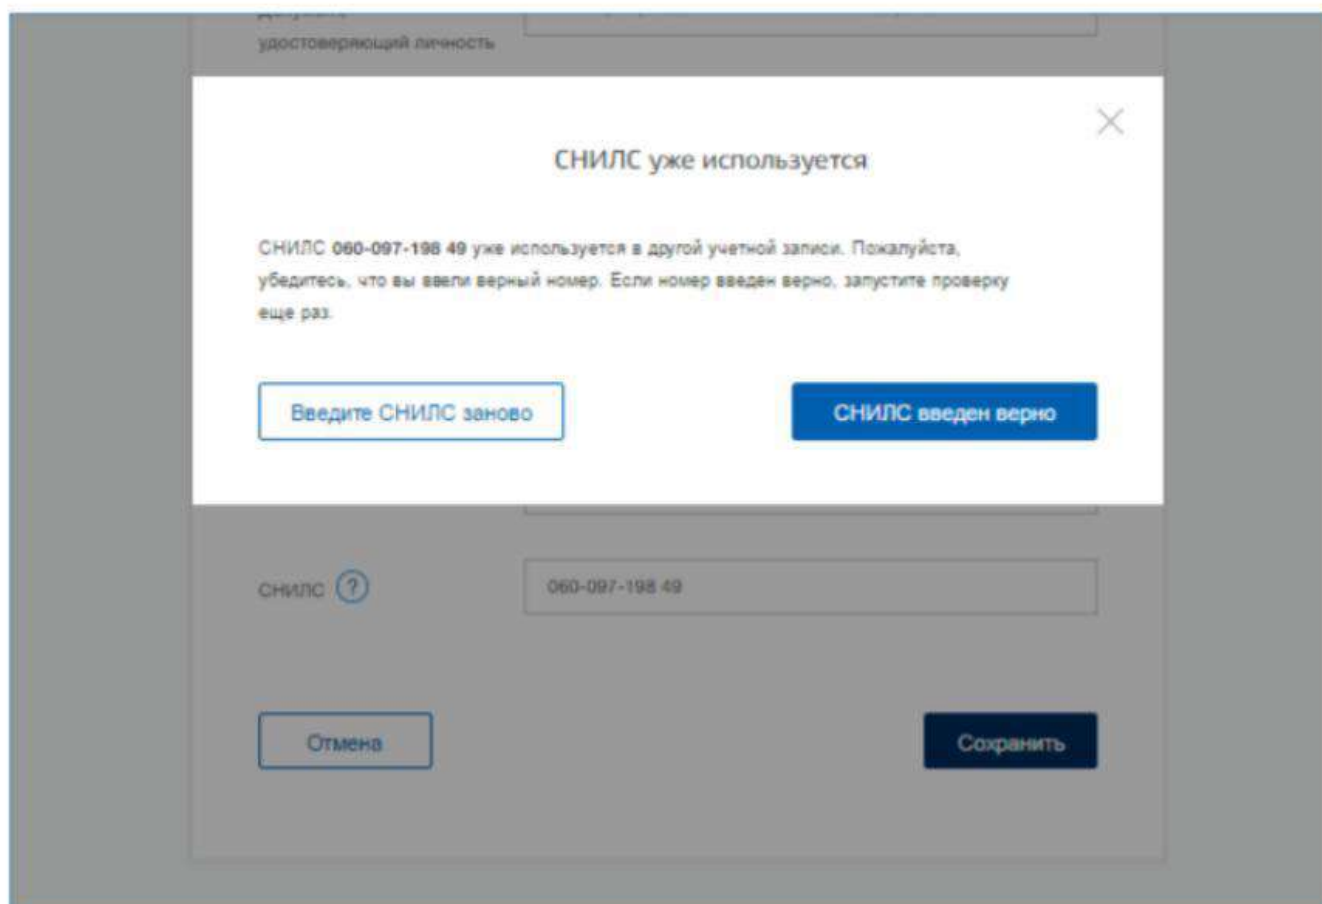 удостоверяющий личность
СНИЛС уже используется
СНИЛС 060-097-198 49 уже используется в другой учетной записи. Пожалуйста,
убедитесь, что вы ввели верный номер. Если номер введен верно, запустите проверку
еще раз.
Введите СНИЛС заново
СНИЛС введен верно
СНИЛС ?
060-097-198 49
Отмена
Сохранить